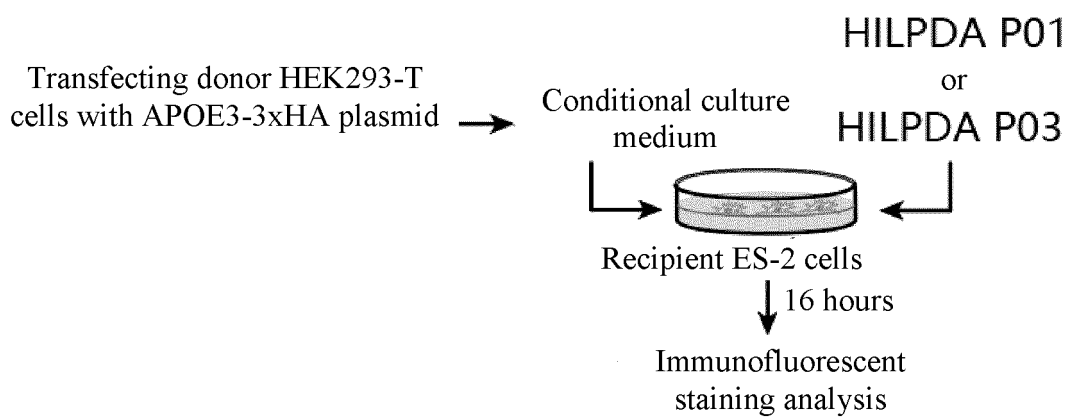 Transfecting donor HEK293-T
cells with APOE3-3xHA plasmid
Conditional culture
medium
HILPDA P01
or
HILPDA P03
Recipient ES-2 cells
16 hours
Immunofluorescent
staining analysis